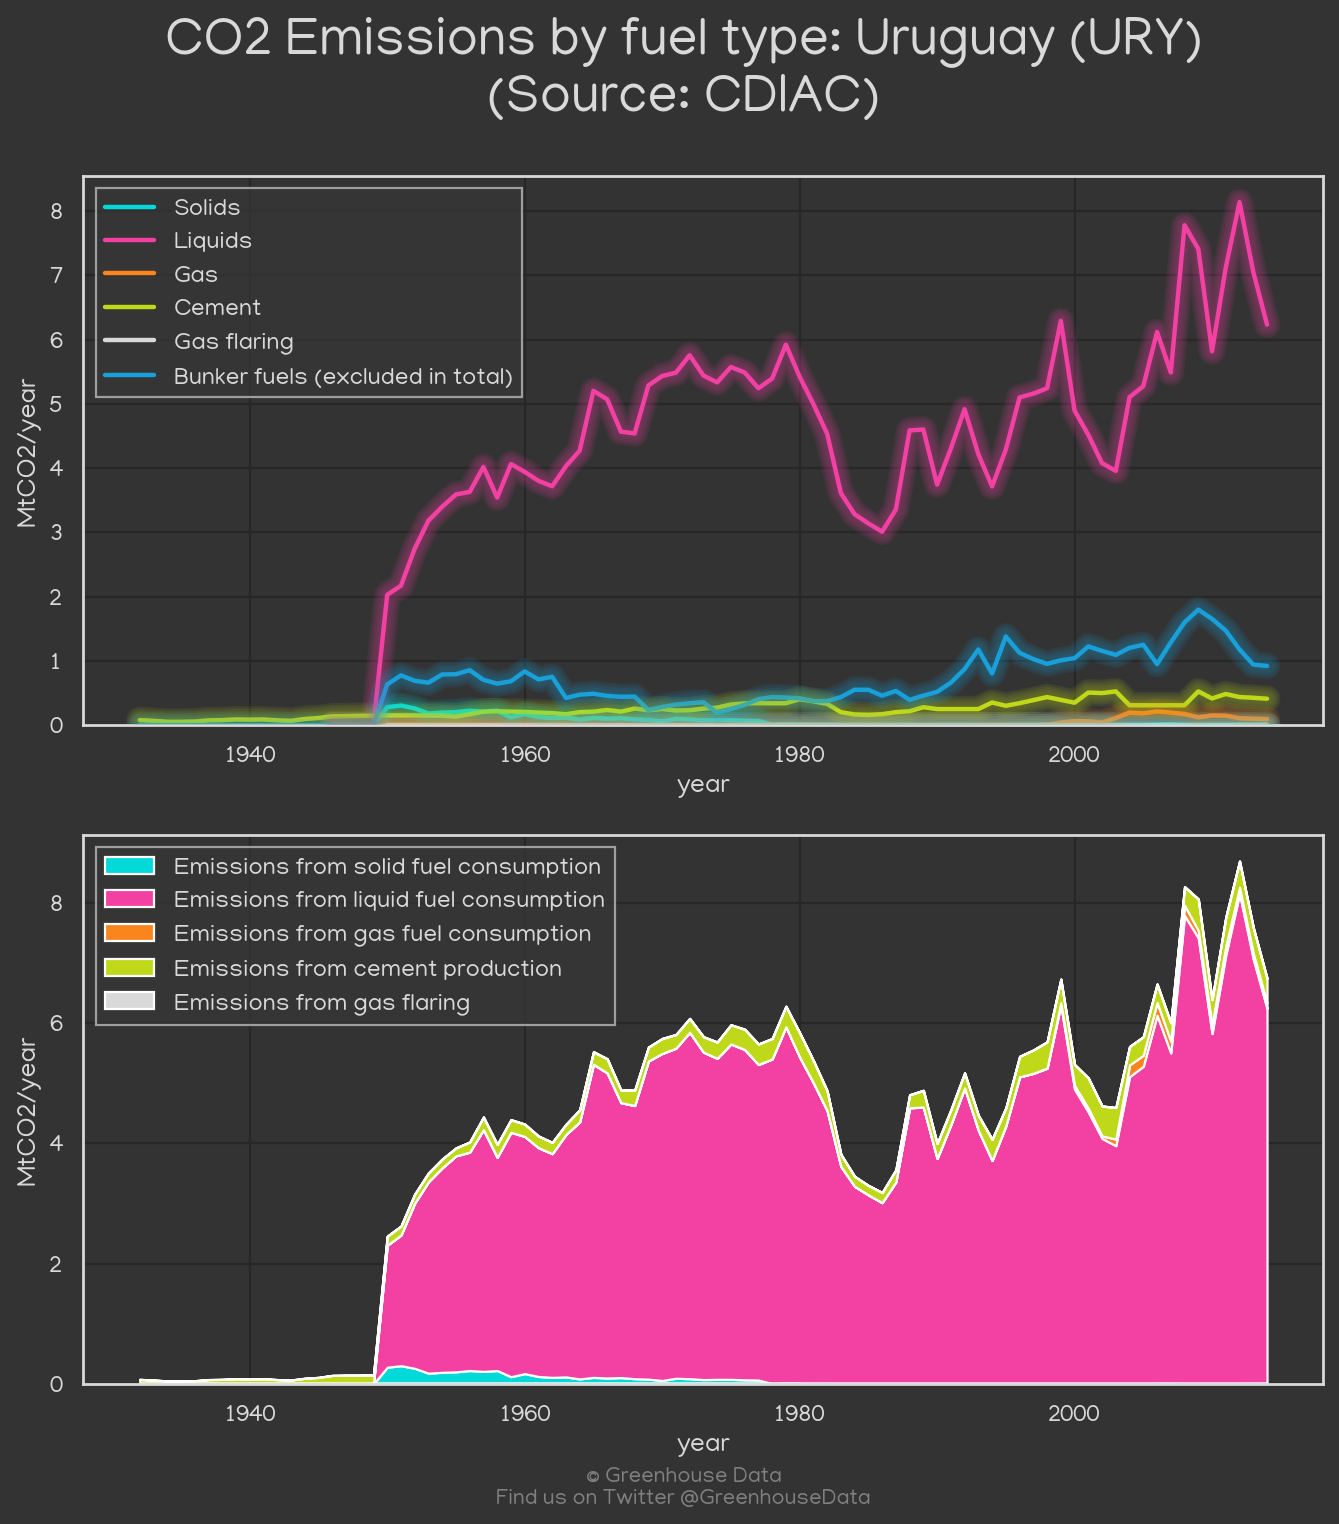 CO2 Emissions by fuel type: Uruguay (URY)
(Source: CDIAC)
Solids
Liquids
Gas
Cement
Gas flaring
Bunker fuels (excluded in total)
MtCO2/year
8
7
6
5
4
3
2
1
0
1940 1960 1980 2000
year
Emissions from solid fuel consumption
Emissions from liquid fuel consumption
Emissions from gas fuel consumption
Emissions from cement production
Emissions from gas flaring
MtCO2/year
8
6
4
2
0
1940 1960 1980 2000
year
© Greenhouse Data
Find us on Twitter @GreenhouseData